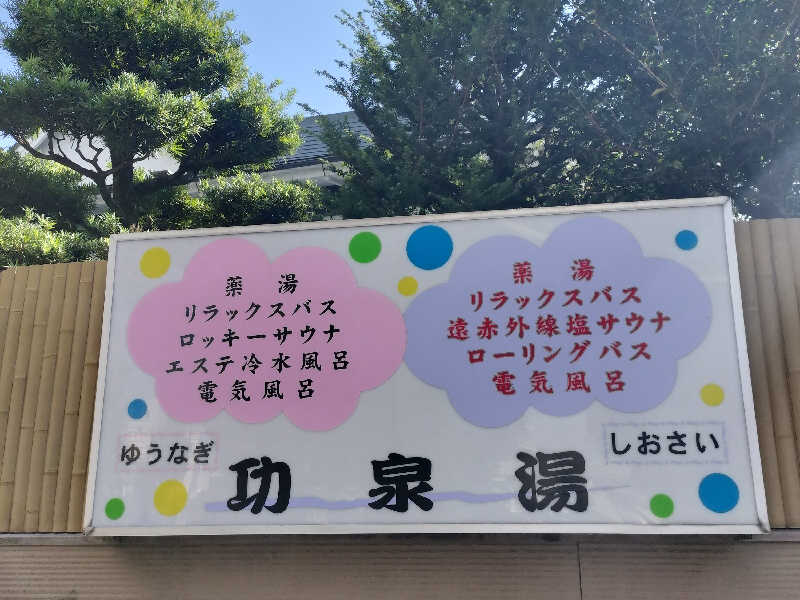 薬 湯
リラックスバス
ロッキーサウナ
エステ冷水風呂
電気風呂
薬 湯
リラックスバス
遠赤外線塩サウナ
ローリングバス
電気風呂
ゆうなぎ
しおさい
功泉湯